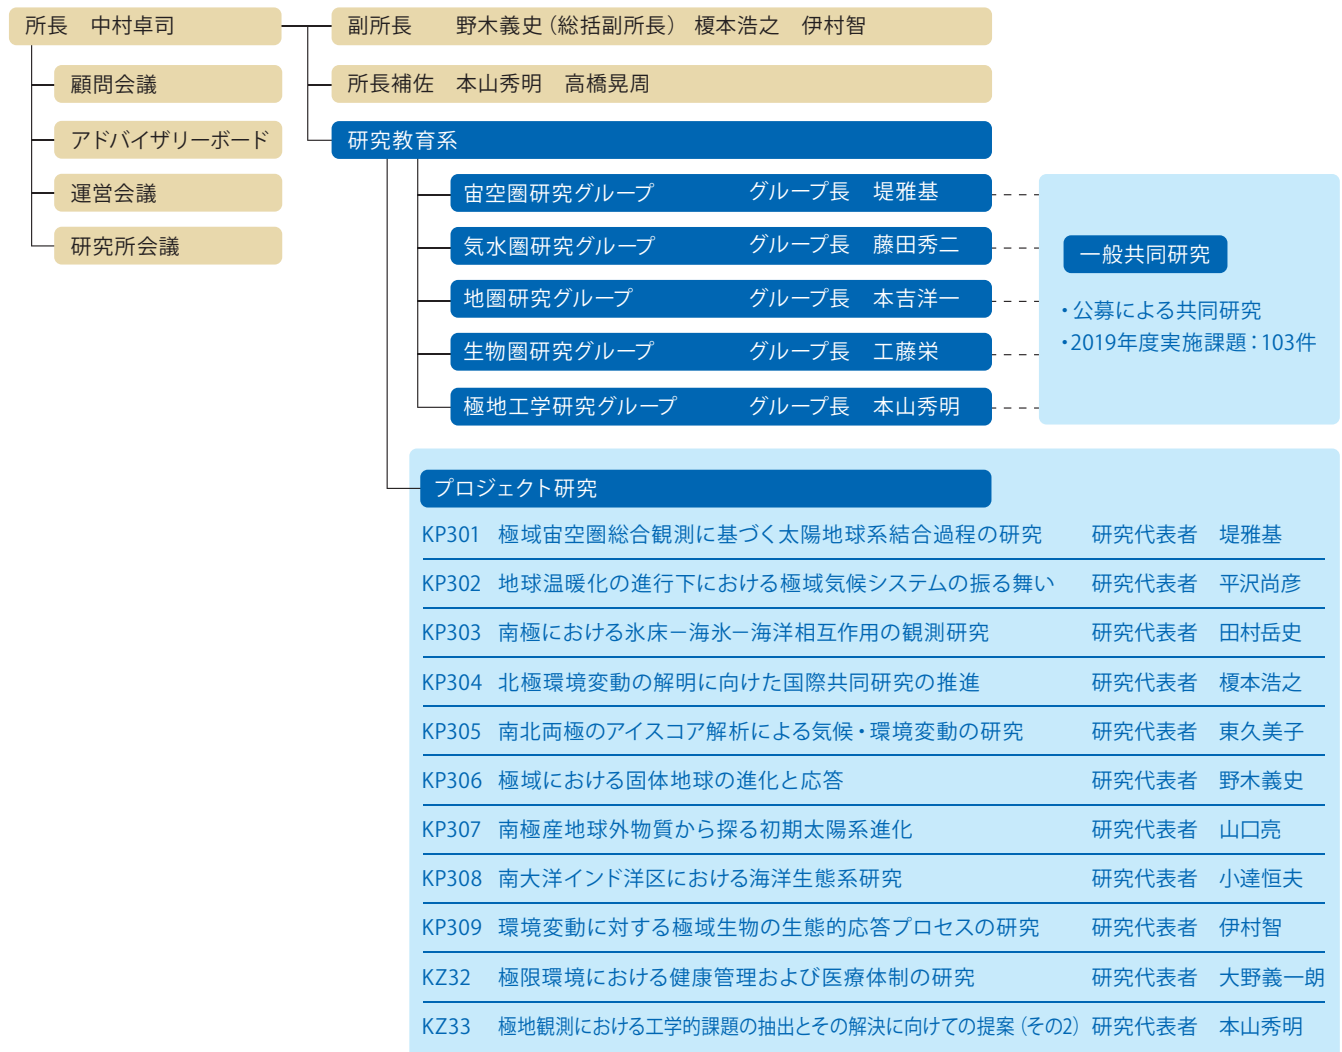 所長　中村卓司
副所長　野木義史（総括副所長）　榎本浩之　伊村智
顧問会議
所長補佐　本山秀明　高橋晃周
アドバイザリーボード
研究教育系
運営会議
宙空圏研究グループ　グループ長　堤雅基
研究所会議
気水圏研究グループ　グループ長　藤田秀二
地圏研究グループ　グループ長　本吉洋一
生物圏研究グループ　グループ長　工藤栄
極地工学研究グループ　グループ長　本山秀明
一般共同研究
・公募による共同研究
・2019年度実施課題：103件
プロジェクト研究
KP301　極域宙空圏総合観測に基づく太陽地球系結合過程の研究　研究代表者　堤雅基
KP302　地球温暖化の進行下における極域気候システムの振る舞い　研究代表者　平沢尚彦
KP303　南極における氷床－海氷－海洋相互作用の観測研究　研究代表者　田村岳史
KP304　北極環境変動の解明に向けた国際共同研究の推進　研究代表者　榎本浩之
KP305　南北両極のアイスコア解析による気候・環境変動の研究　研究代表者　東久美子
KP306　極域における固体地球の進化と応答　研究代表者　野木義史
KP307　南極産地球外物質から探る初期太陽系進化　研究代表者　山口亮
KP308　南大洋インド洋区における海洋生態系研究　研究代表者　小達恒夫
KP309　環境変動に対する極域生物の生態的応答プロセスの研究　研究代表者　伊村智
KZ32　極限環境における健康管理および医療体制の研究　研究代表者　大野義一朗
KZ33　極地観測における工学的課題の抽出とその解決に向けての提案（その2）　研究代表者　本山秀明